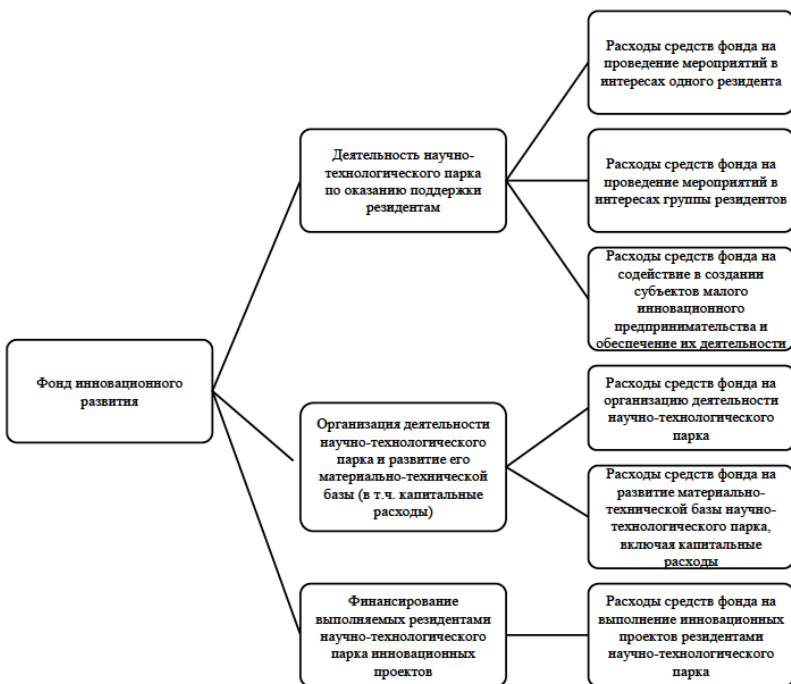 Фонд инновационного
развития
Деятельность научно-
технологического парка
по оказанию поддержки
резидентам
Расходы средств фонда на
проведение мероприятий в
интересах одного резидента
Расходы средств фонда на
проведение мероприятий в
интересах группы резидентов
Расходы средств фонда на
содействие в создании
субъектов малого
инновационного
предпринимательства и
обеспечение их деятельности
Организация деятельности
научно-технологического
парка и развитие его
материально-технической
базы (в т.ч. капитальные
расходы)
Расходы средств фонда на
организацию деятельности
научно-технологического
парка
Расходы средств фонда на
развитие материально-
технической базы научно-
технологического парка,
включая капитальные
расходы
Финансирование
выполняемых резидентами
научно-технологического
парка инновационных
проектов
Расходы средств фонда на
выполнение инновационных
проектов резидентами
научно-технологического
парка